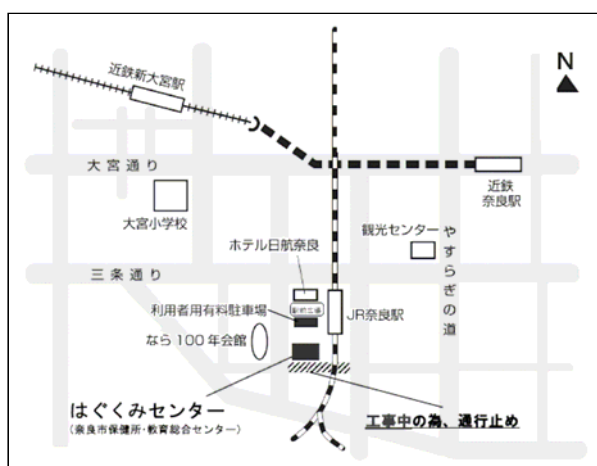 近鉄新大宮駅
N
大宮通り
大宮小学校
近鉄
奈良駅
観光センター
やすらぎの道
ホテル日航奈良
三条通り
駅前広場
利用者用有料駐車場
JR奈良駅
なら100年会館
はぐくみセンター
(奈良市保健所・教育総合センター)
工事中の為、通行止め